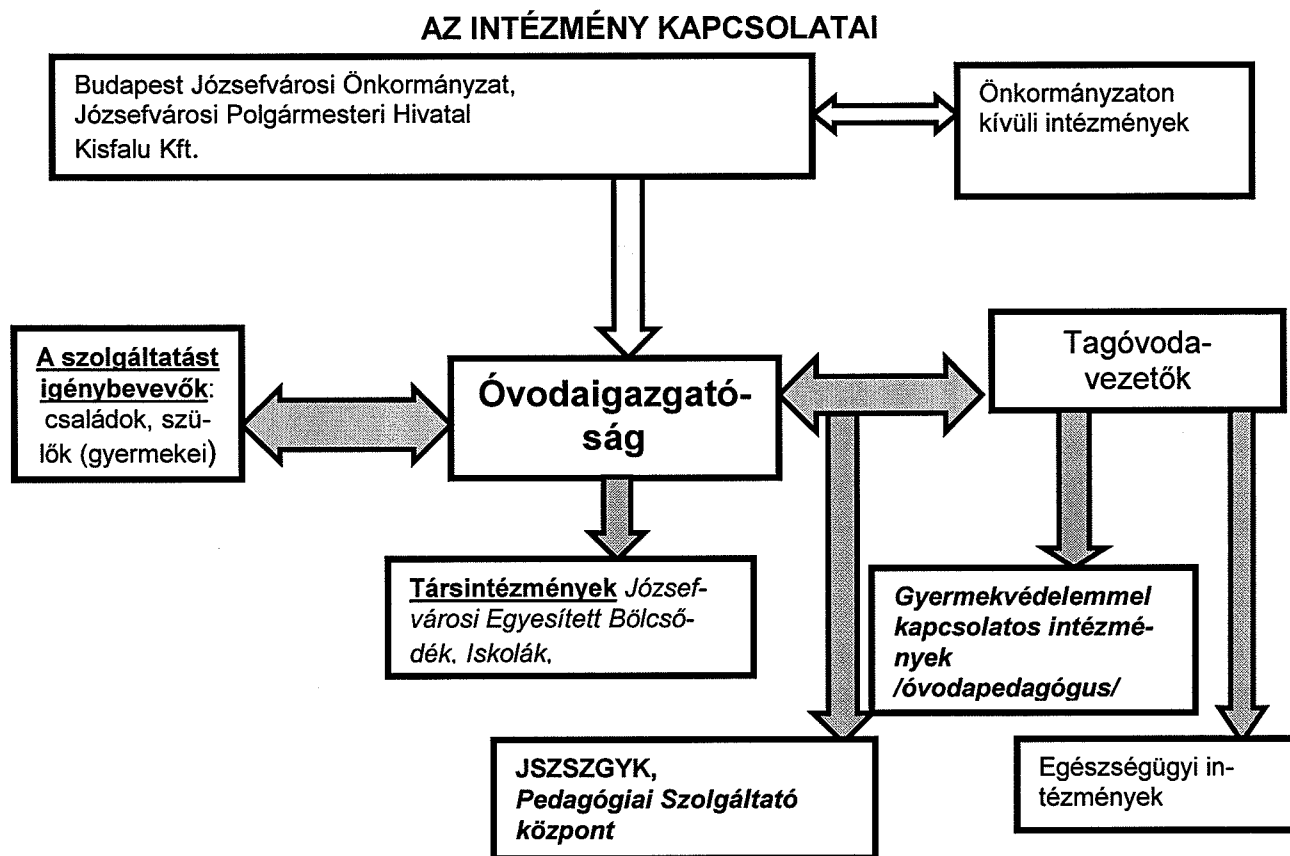 AZ INTÉZMÉNY KAPCSOLATAI
Budapest Józsefvárosi Önkormányzat,
Józsefvárosi Polgármesteri Hivatal
Kisfalu Kft.
Önkormányzaton
kívüli intézmények
A szolgáltatást
igénybevevők:
családok, szü-
lők (gyermekei)
Óvodaigazgató-
ság
Tagóvoda-
vezetők
Társintézmények József-
városi Egyesített Bölcső-
dék, Iskolák,
Gyermekvédelemmel
kapcsolatos intézmé-
nyek
/óvodapedagógus/
JSZSZGYK,
Pedagógiai Szolgáltató
központ
Egészségügyi in-
tézmények